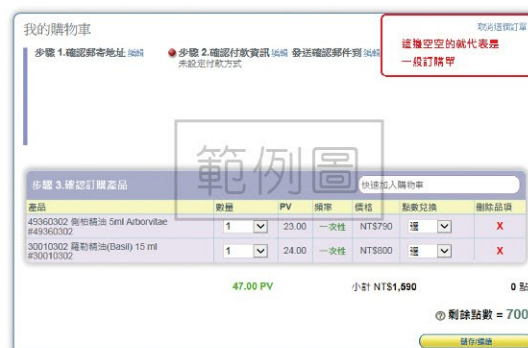 我的購物車
取消這個訂單
步驟 1.確認郵寄地址 編輯
步驟 2.確認付款資訊 編輯 發送確認郵件到 編輯
未設定付款方式
這邊空空的就代表是
一般訂購單
範例圖
步驟 3.確認訂購產品
快速加入購物車
產品 數量 PV 頻率 價格 點數兌換 刪除品項
49360302 側柏精油 5ml Arborvitae
#49360302
1 23.00 一次性 NT$790 選 X
30010302 羅勒精油(Basil) 15 ml
#30010302
1 24.00 一次性 NT$800 選 X
47.00 PV 小計 NT$1,590 0 點
剩餘點數 = 700
儲存/繼續